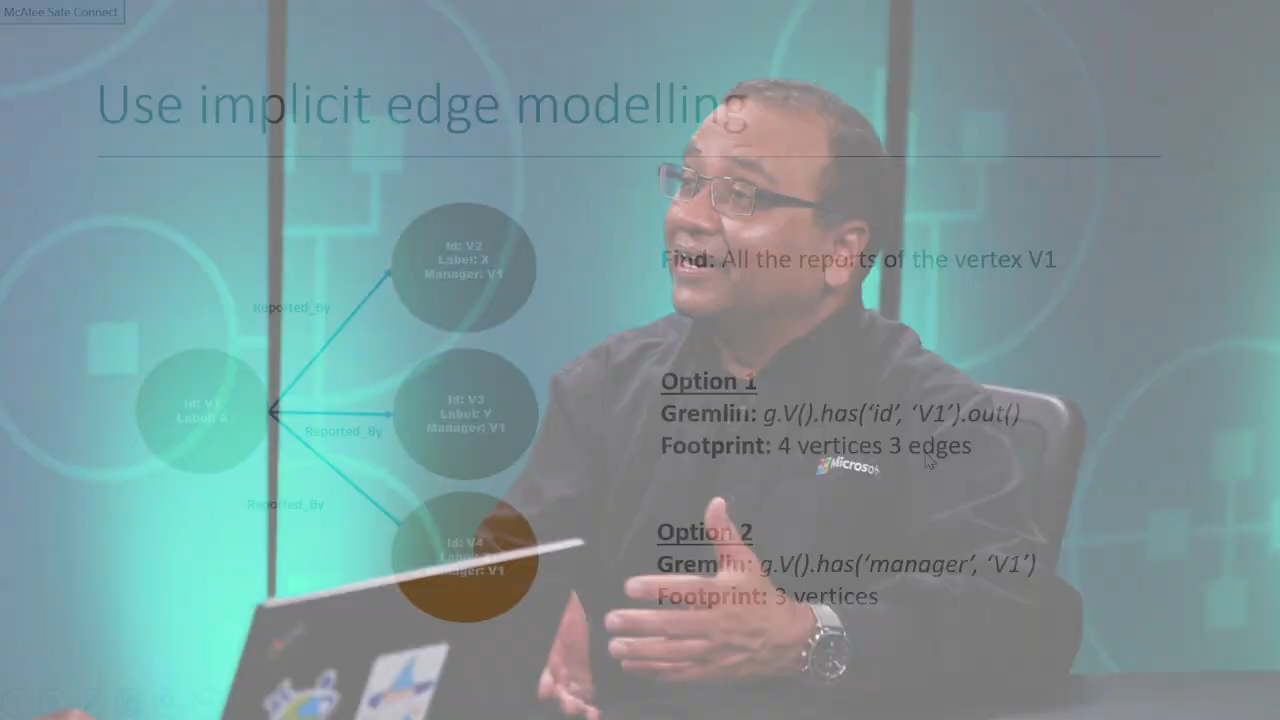 McAfee Safe Connect
Use implicit edge modelling
Id: V2
Label: X
Manager: V1
Find: All the reports of the vertex V1
Reported_By
Option 1
Id: V1
Label: A
Id: V3
Label: Y
Manager: V1
Gremlin: g.V().has(‘id’, ‘V1’).out()
Reported_By
Footprint: 4 vertices 3 edges
Microsoft
Reported_By
Option 2
Id: V4
Manager: V1
Gremlin: g.V().has(‘manager’, ‘V1’)
Footprint: 3 vertices